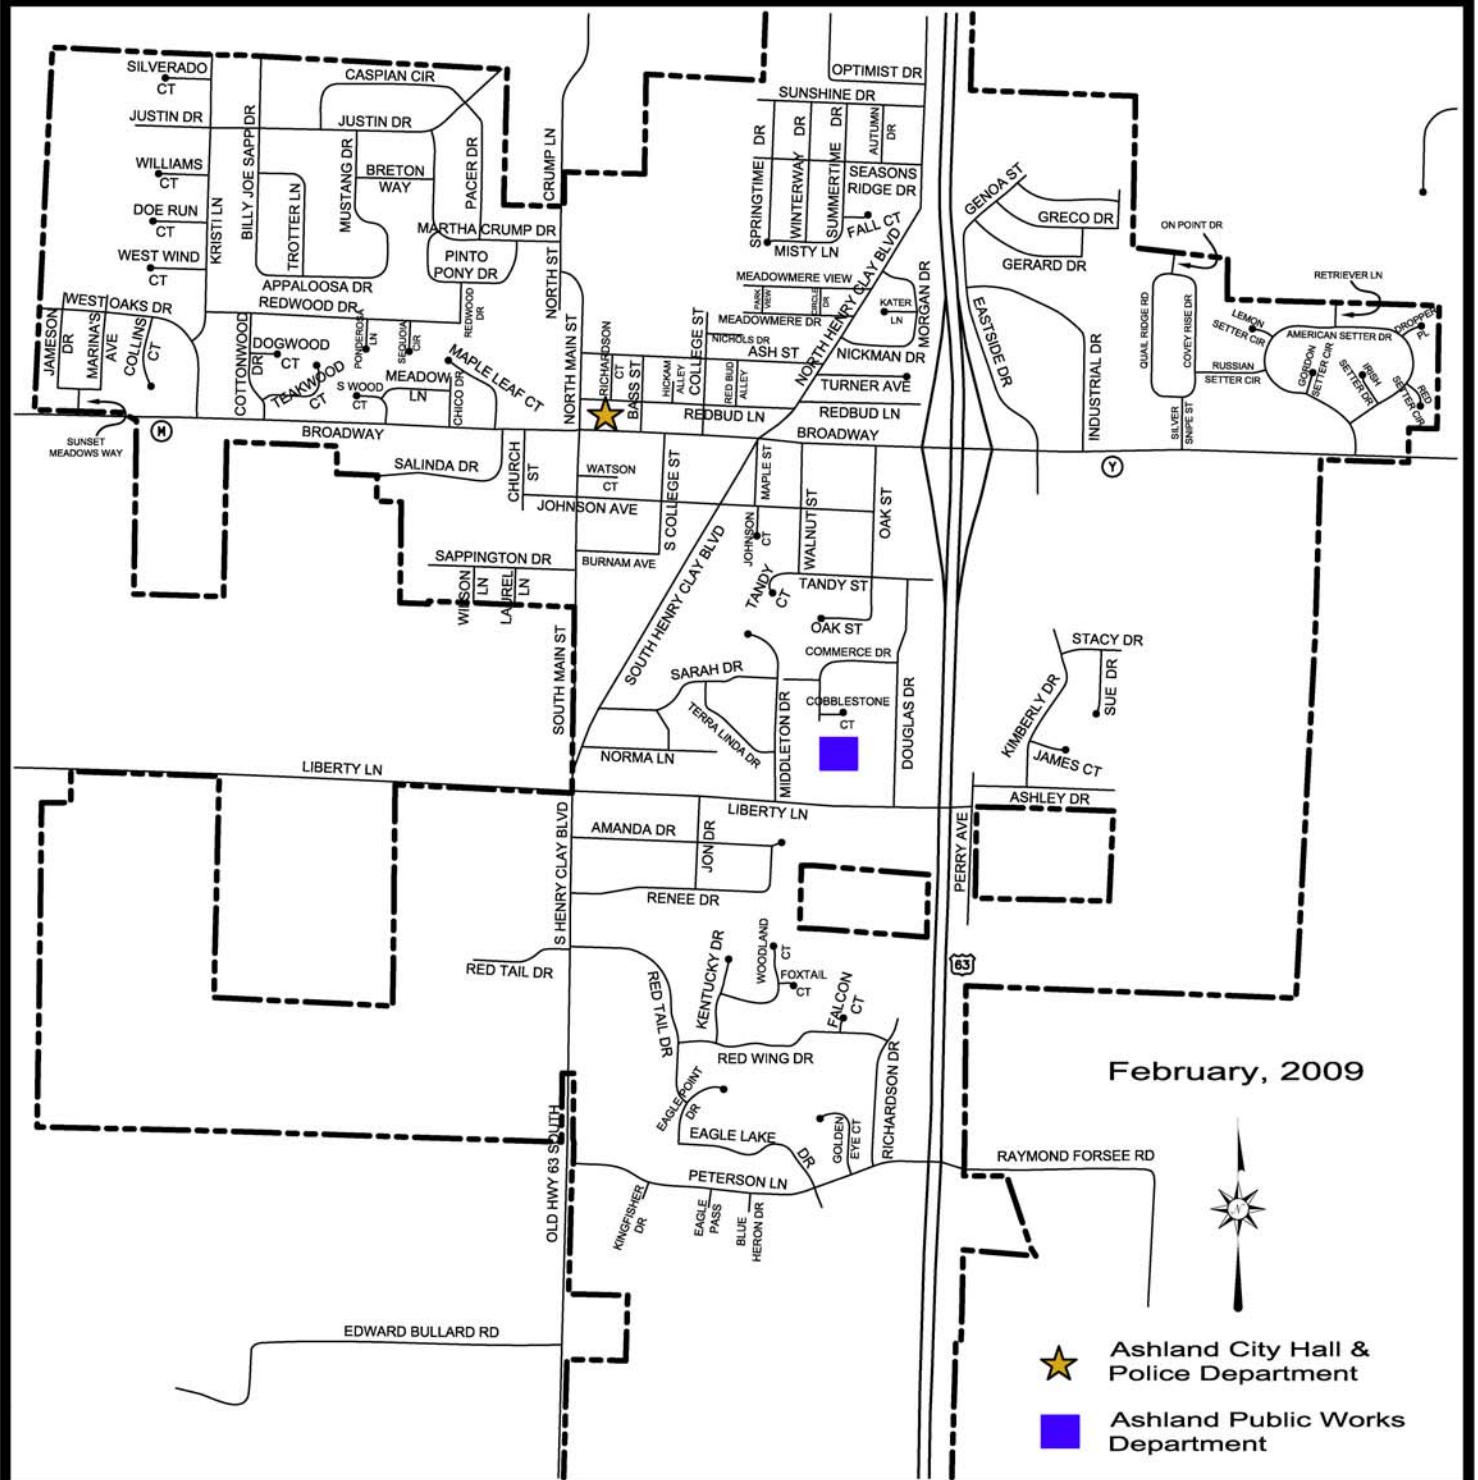 OPTIMIST DR
SILVERADO
CT
CASPIAN CIR
SUNSHINE DR
JUSTIN DR
JUSTIN DR
BILLY JOE SAPP DR
MUSTANG DR
PACER DR
CRUMP LN
SPRINGTIME DR
WINTERWAY DR
SUMMERTIME DR
AUTUMN
DR
WILLIAMS
CT
BRETON
WAY
SEASONS
RIDGE DR
GENOA ST
DOE RUN
CT
KRISTI LN
TROTTER LN
MARTHA CRUMP DR
FALL CT
GRECO DR
ON POINT DR
WEST WIND
CT
PINTO
PONY DR
NORTH ST
MISTY LN
NORTH HENRY CLAY BLVD
MORGAN DR
GERARD DR
APPALOOSA DR
MEADOWMERE VIEW
RETRIEVER LN
WEST OAKS DR
REDWOOD DR
REDWOOD
DR
PARK
VIEW
CIRCLE
DR
KATER
LN
EASTSIDE DR
QUAIL RIDGE RD
COVEY RISE DR
JAMESON
DR
MARINA'S
AVE
COLLINS
CT
COTTONWOOD
DR
DOGWOOD
CT
PONDEROSA
LN
SEQUOIA
CIR
NORTH MAIN ST
MEADOWMERE DR
LEMON
SETTER CIR
AMERICAN SETTER DR
DROPPER
PL
NICHOLS DR
ASH ST
NICKMAN DR
RICHARDSON
CT
BASS ST
HICKAM
ALLEY
COLLEGE ST
RED BUD
ALLEY
INDUSTRIAL DR
RUSSIAN
SETTER CIR
GORDON
SETTER CIR
IRISH
SETTER DR
RED
SETTER CIR
TEAKWOOD
CT
S WOOD
CT
MEADOW
LN
CHICO DR
MAPLE LEAF CT
TURNER AVE
REDBUD LN
REDBUD LN
SILVER
SNIPE ST
SUNSET
MEADOWS WAY
M
BROADWAY
BROADWAY
Y
SALINDA DR
CHURCH
ST
WATSON
CT
S COLLEGE ST
MAPLE ST
WALNUT ST
OAK ST
JOHNSON AVE
JOHNSON
CT
SAPPINGTON DR
BURNAM AVE
WILSON
LN
LAUREL
LN
TANDY
CT
TANDY ST
OAK ST
SOUTH MAIN ST
SOUTH HENRY CLAY BLVD
COMMERCE DR
STACY DR
SARAH DR
SUE DR
KIMBERLY DR
TERRA LINDA DR
MIDDLETON DR
COBBLESTONE
CT
DOUGLAS DR
NORMA LN
JAMES CT
LIBERTY LN
ASHLEY DR
LIBERTY LN
S HENRY CLAY BLVD
AMANDA DR
JON DR
PERRY AVE
RENEE DR
RED TAIL DR
RED TAIL DR
KENTUCKY DR
WOODLAND
CT
FOXTAIL
CT
FALCON
CT
63
RED WING DR
RICHARDSON DR
February, 2009
EAGLE POINT
DR
OLD HWY 63 SOUTH
EAGLE LAKE
DR
GOLDEN
EYE CT
RAYMOND FORSEE RD
PETERSON LN
KINGFISHER
DR
EAGLE
PASS
BLUE
HERON DR
N
EDWARD BULLARD RD
Ashland City Hall &
Police Department
Ashland Public Works
Department